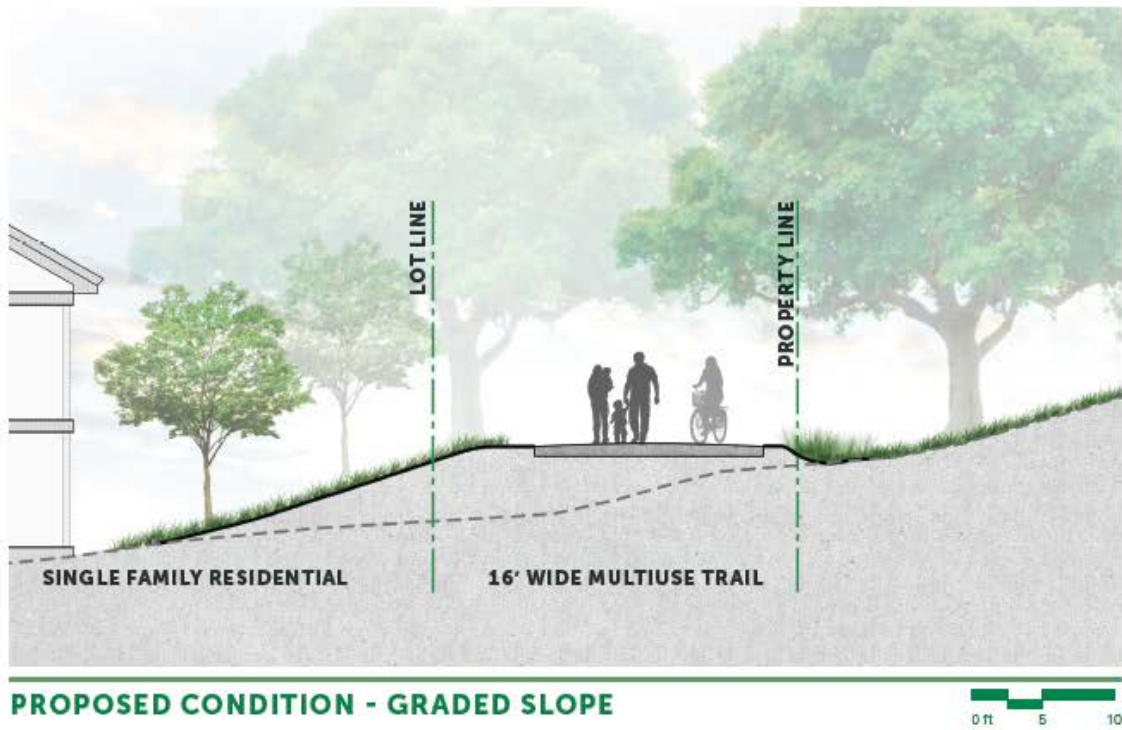 LOT LINE
PROPERTY LINE
SINGLE FAMILY RESIDENTIAL
16' WIDE MULTIUSE TRAIL
PROPOSED CONDITION - GRADED SLOPE
0 ft 5 10